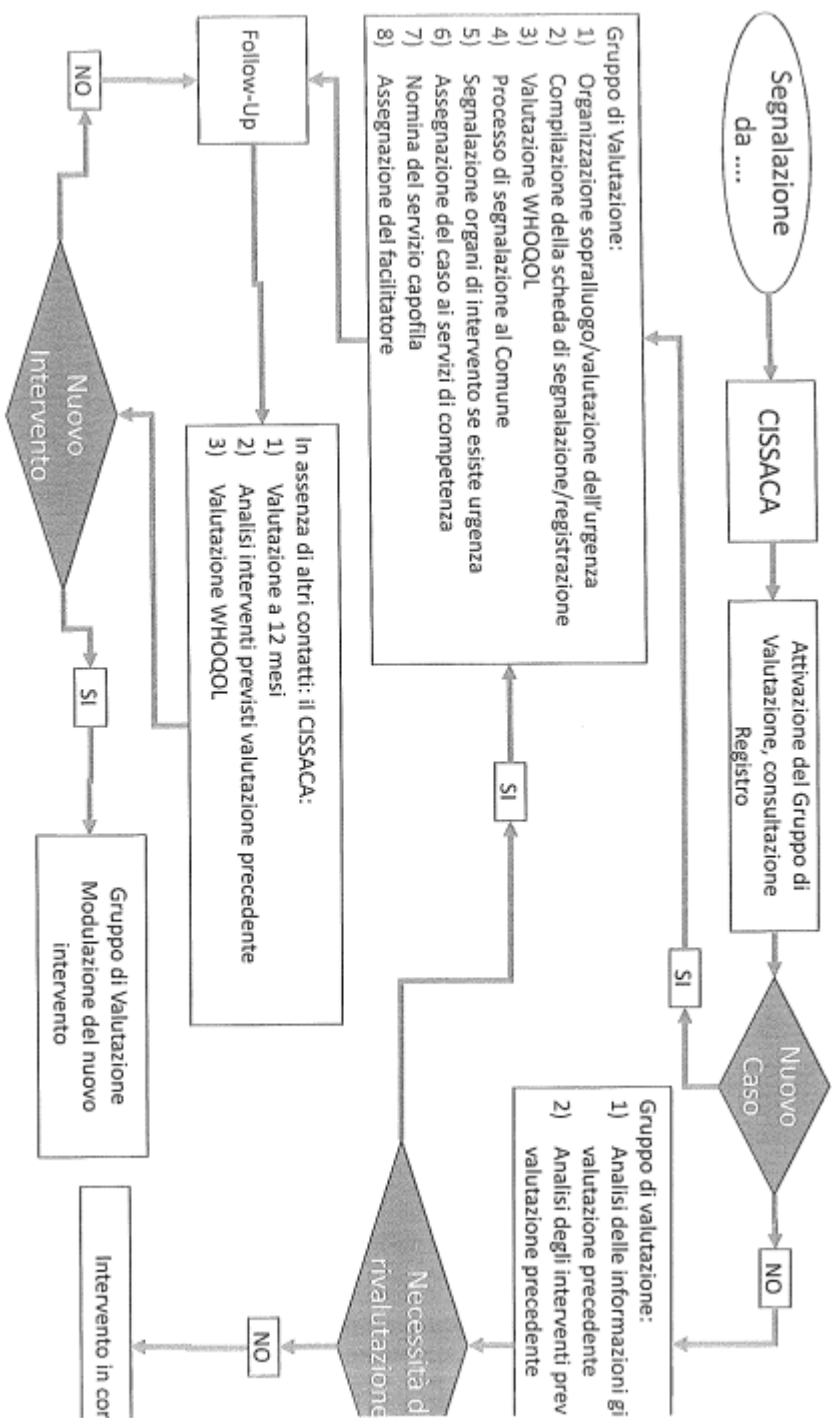 Segnalazione
da ....
CISSACA
Attivazione del Gruppo di
Valutazione, consultazione
Registro
Nuovo
Caso
SI
NO
Gruppo di Valutazione:
1) Organizzazione sopralluogo/valutazione dell'urgenza
2) Compilazione della scheda di segnalazione/registrazione
3) Valutazione WHOQOL
4) Processo di segnalazione al Comune
5) Segnalazione organi di intervento se esiste urgenza
6) Assegnazione del caso ai servizi di competenza
7) Nomina del servizio capofila
8) Assegnazione del facilitatore
Gruppo di valutazione:
1) Analisi delle informazioni gi
valutazione precedente
2) Analisi degli interventi prev
valutazione precedente
SI
Necessità d
rivalutazione
NO
Intervento in cor
Follow-Up
In assenza di altri contatti: il CISSACA:
1) Valutazione a 12 mesi
2) Analisi interventi previsti valutazione precedente
3) Valutazione WHOQOL
NO
Nuovo
Intervento
SI
Gruppo di Valutazione
Modulazione del nuovo
intervento